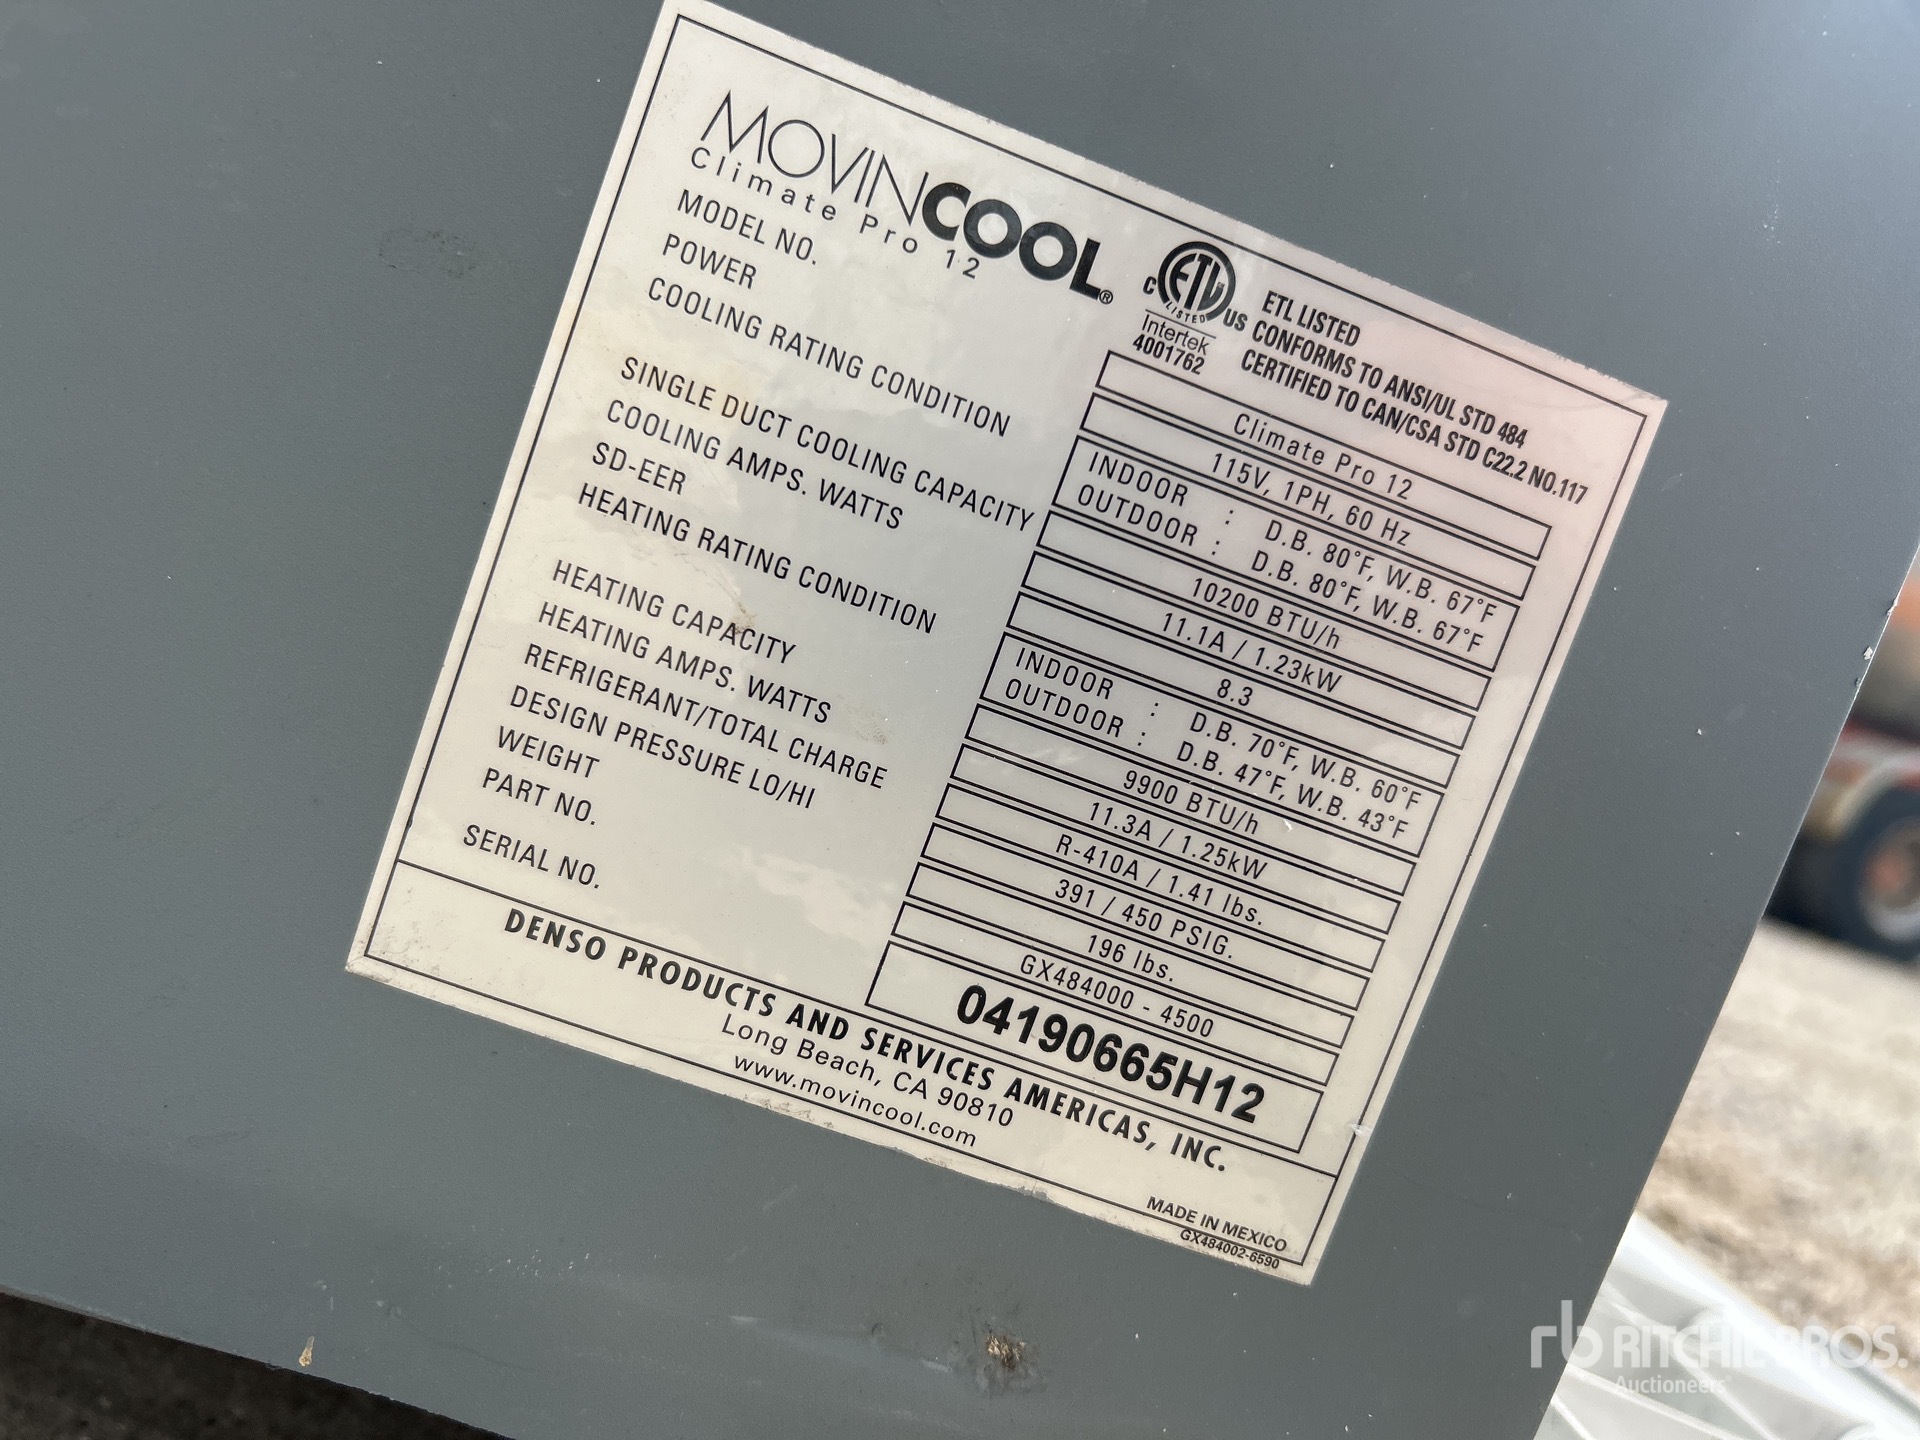 MOVINCOOL®
Climate Pro 12
C ETL LISTED US
Intertek
4001762
ETL LISTED
CONFORMS TO ANSI/UL STD 484
CERTIFIED TO CAN/CSA STD C22.2 NO.117
MODEL NO. Climate Pro 12
POWER 115V, 1PH, 60 Hz
COOLING RATING CONDITION INDOOR : D.B. 80°F, W.B. 67°F
OUTDOOR : D.B. 80°F, W.B. 67°F
SINGLE DUCT COOLING CAPACITY 10200 BTU/h
COOLING AMPS. WATTS 11.1A / 1.23kW
SD-EER 8.3
HEATING RATING CONDITION INDOOR : D.B. 70°F, W.B. 60°F
OUTDOOR : D.B. 47°F, W.B. 43°F
HEATING CAPACITY 9900 BTU/h
HEATING AMPS. WATTS 11.3A / 1.25kW
REFRIGERANT/TOTAL CHARGE R-410A / 1.41 lbs.
DESIGN PRESSURE LO/HI 391 / 450 PSIG.
WEIGHT 196 lbs.
PART NO. GX484000 - 4500
SERIAL NO. 04190665H12
DENSO PRODUCTS AND SERVICES AMERICAS, INC.
Long Beach, CA 90810
www.movincool.com
MADE IN MEXICO
GX484002-6590
rb RITCHIE BROS.
Auctioneers